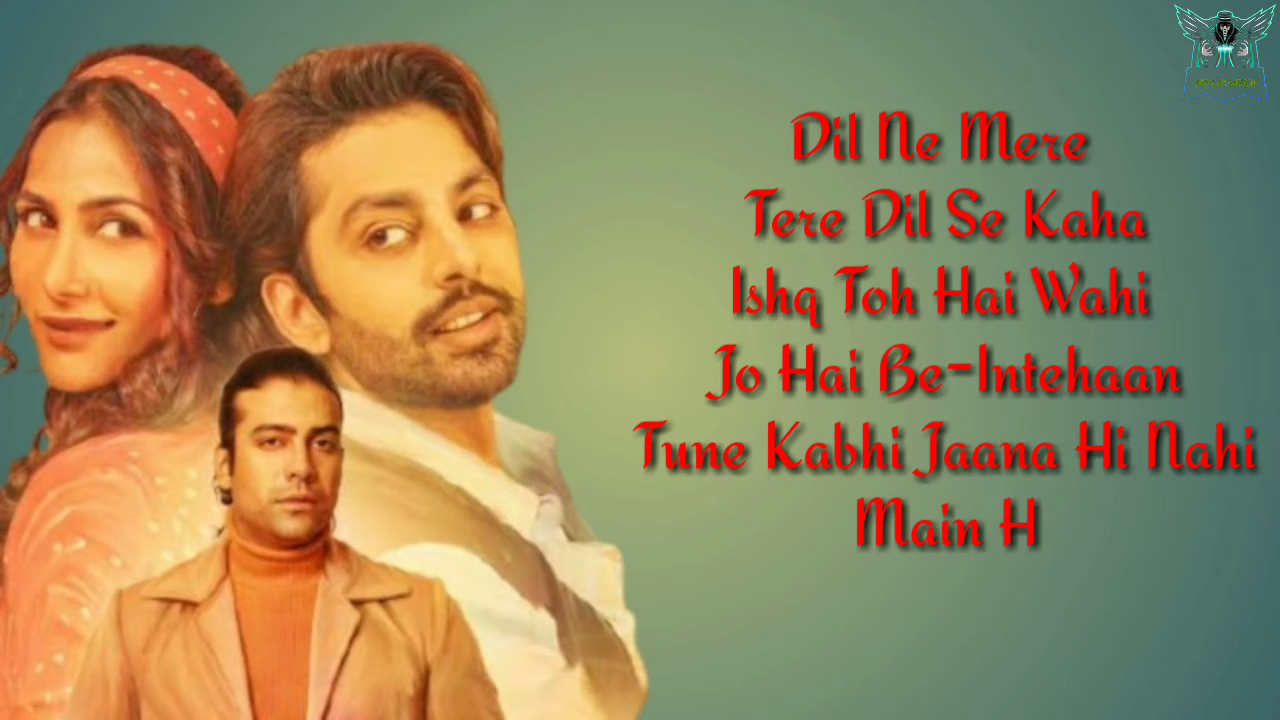 Dil Ne Mere
Tere Dil Se Kaha
Ishq Toh Hai Wahi
Jo Hai Be-Intehaan
Tune Kabhi Jaana Hi Nahi
Main H